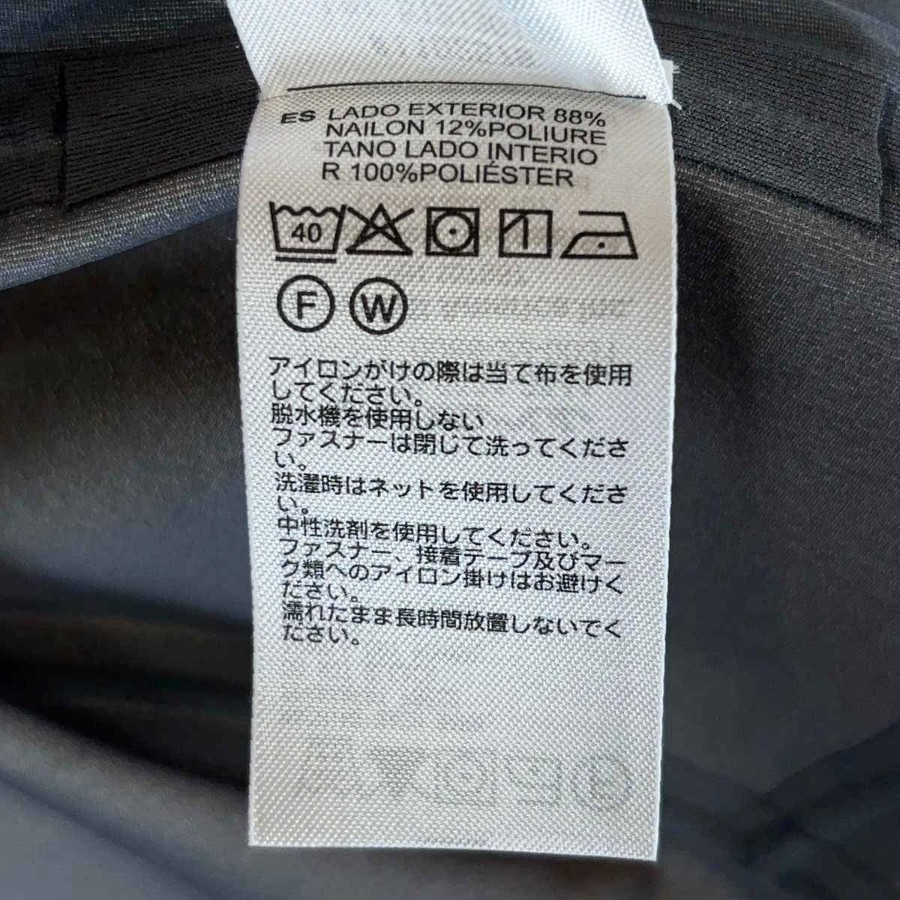 ES LADO EXTERIOR 88%
NAILON 12%POLIURE
TANO LADO INTERIO
R 100%POLIÉSTER
40
F W
アイロンがけの際は当て布を使用
してください。
脱水機を使用しない
ファスナーは閉じて洗ってくださ
い。
洗濯時はネットを使用してくださ
い。
中性洗剤を使用してください。
ファスナー、接着テープ及びマー
ク類へのアイロン掛けはお避けく
ださい。
濡れたまま長時間放置しないでく
ださい。